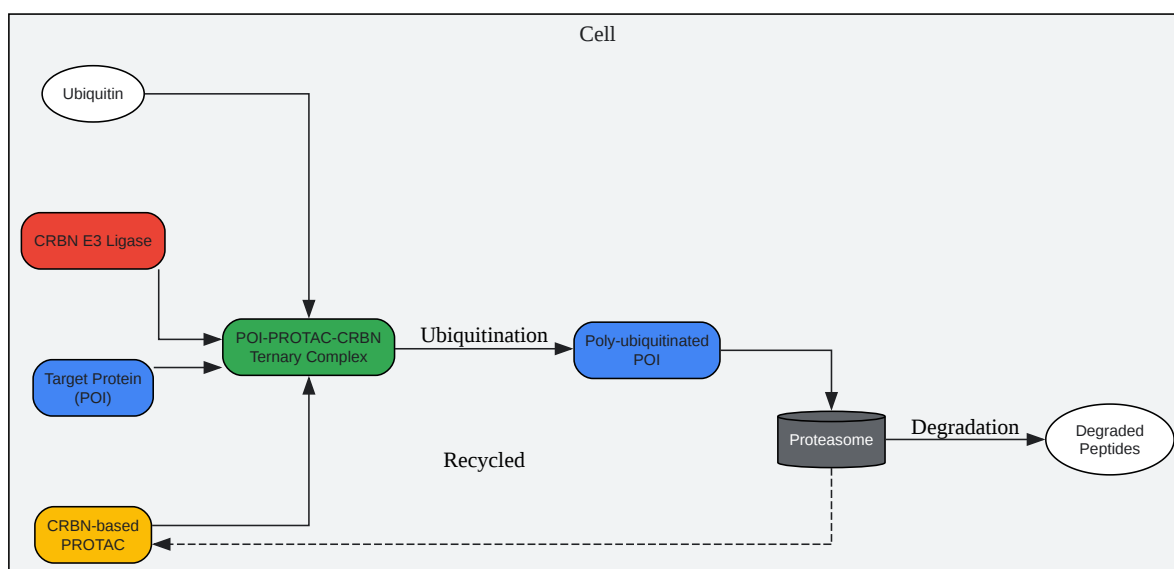 Cell
Ubiquitin
CRBN E3 Ligase
POI-PROTAC-CRBN
Ternary Complex
Ubiquitination
Poly-ubiquitinated
POI
Target Protein
(POI)
Proteasome
Degradation
Degraded
Peptides
Recycled
CRBN-based
PROTAC